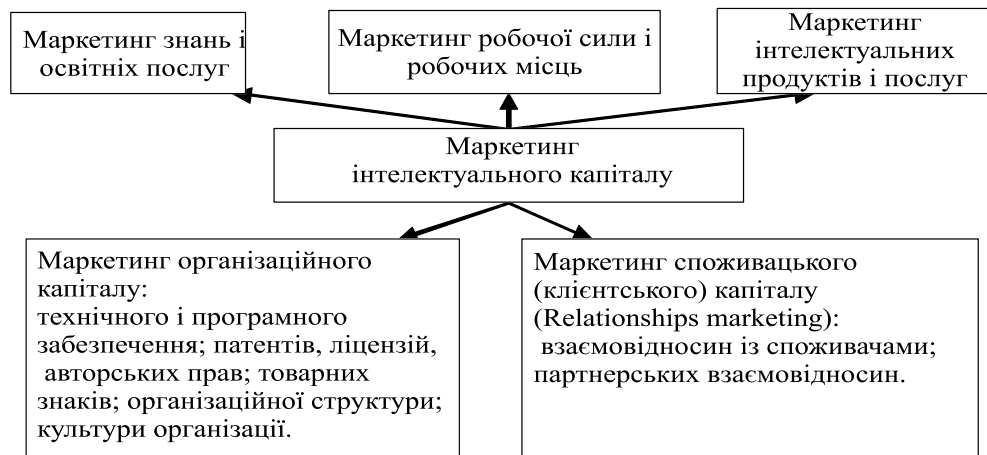 Маркетинг знань і
освітніх послуг
Маркетинг робочої сили і
робочих місць
Маркетинг
інтелектуальних
продуктів і послуг
Маркетинг
інтелектуального капіталу
Маркетинг організаційного
капіталу:
технічного і програмного
забезпечення; патентів, ліцензій,
авторських прав; товарних
знаків; організаційної структури;
культури організації.
Маркетинг споживацького
(клієнтського) капіталу
(Relationships marketing):
взаємовідносин із споживачами;
партнерських взаємовідносин.